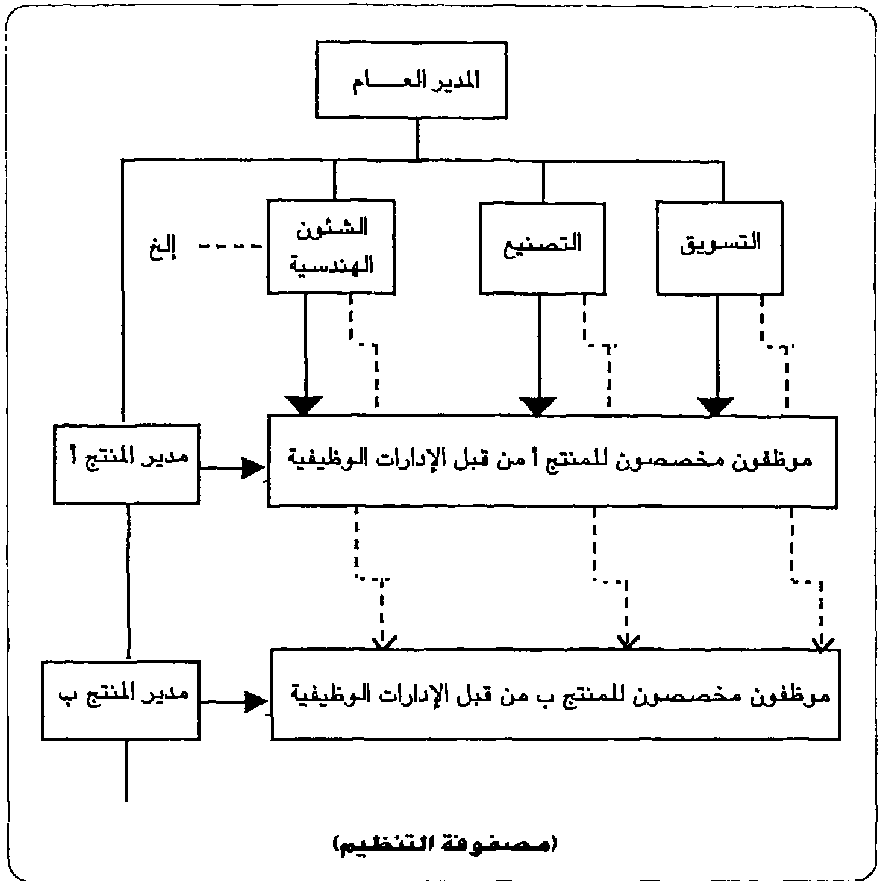 المدير العـــام
التسويق
التصنيع
الشئون
الهندسية
إلخ
مدير المنتج أ
موظفون مخصصون للمنتج أ من قبل الإدارات الوظيفية
مدير المنتج ب
موظفون مخصصون للمنتج ب من قبل الإدارات الوظيفية
(مصفوفة التنظيم)